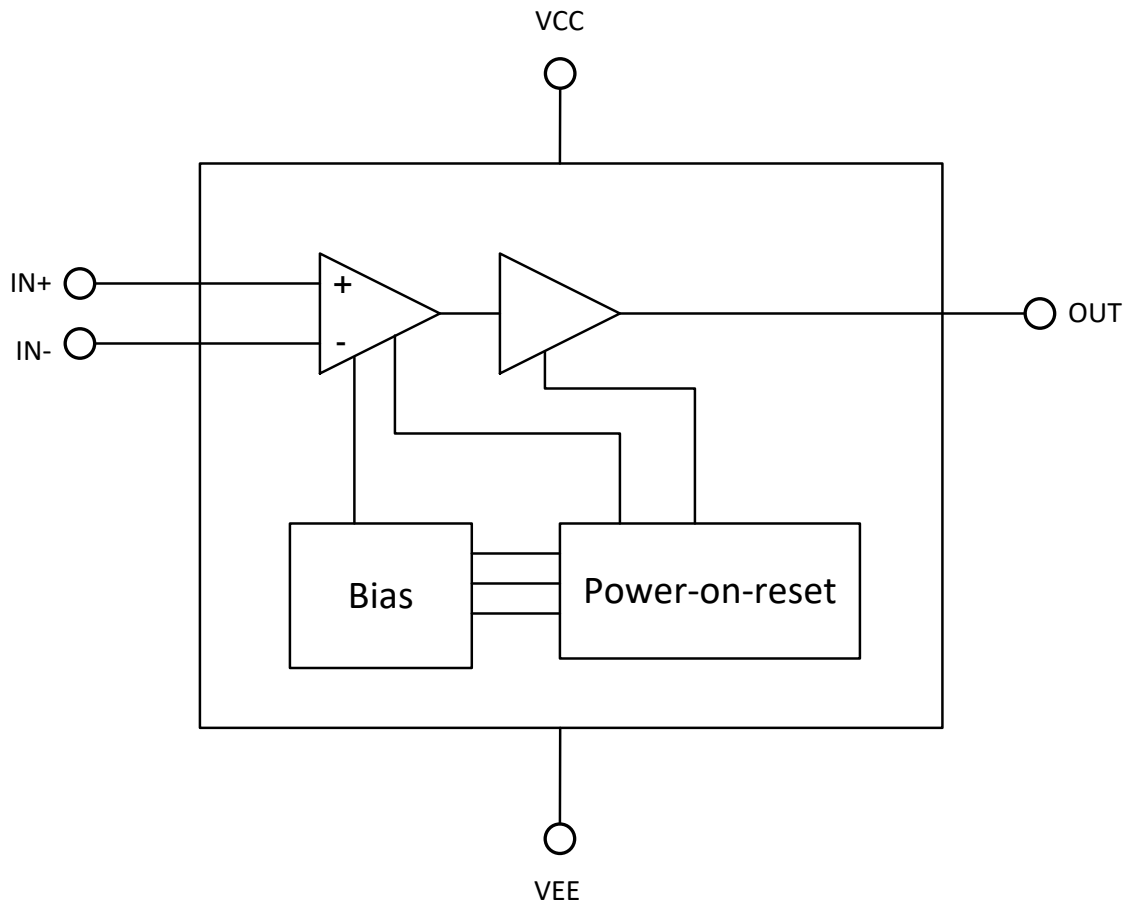 VCC
IN+
+
OUT
IN-
-
Bias
Power-on-reset
VEE